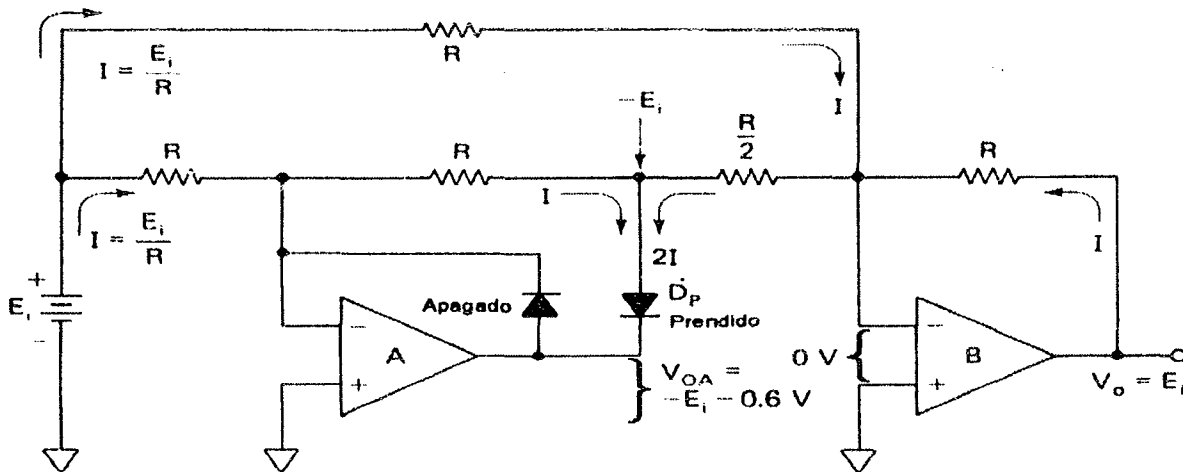 R
I = E_i/R
I
-E_i
R
R
R/2
R
I = E_i/R
I
2I
I
+
E_i
-
Apagado
D_P
Prendido
-
A
+
V_OA =
-E_i - 0.6 V
0 V
-
B
+
V_o = E_i